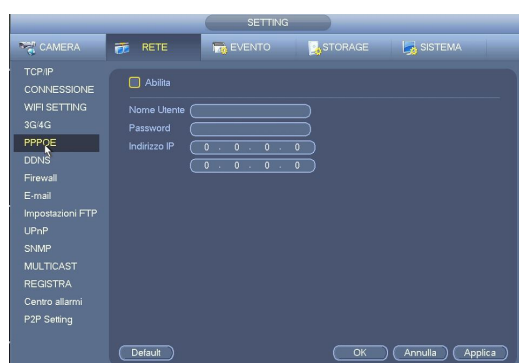 SETTING
CAMERA RETE EVENTO STORAGE SISTEMA
TCP/IP
CONNESSIONE
WIFI SETTING
3G/4G
PPPOE
DDNS
Firewall
E-mail
Impostazioni FTP
UPnP
SNMP
MULTICAST
REGISTRA
Centro allarmi
P2P Setting
Abilita
Nome Utente
Password
Indirizzo IP 0 . 0 . 0 . 0
0 . 0 . 0 . 0
Default OK Annulla Applica